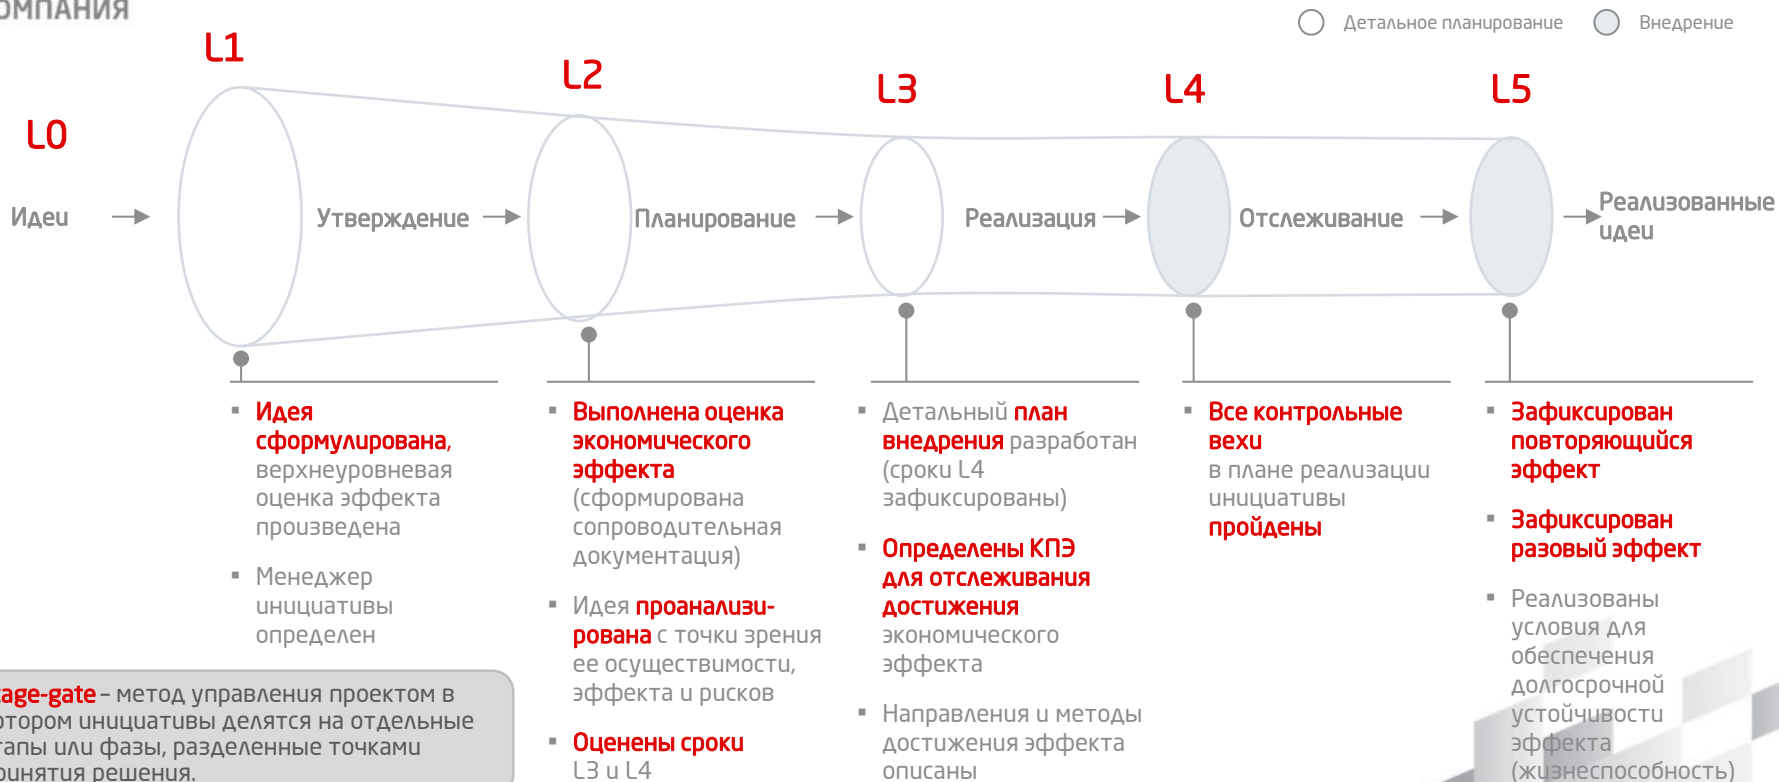 Детальное планирование
Внедрение
L1
L2
L3
L4
L5
L0
Идеи
Утверждение
Планирование
Реализация
Отслеживание
Реализованные
идеи
▪ Идея
сформулирована,
верхнеуровневая
оценка эффекта
произведена
▪ Менеджер
инициативы
определен
▪ Выполнена оценка
экономического
эффекта
(сформирована
сопроводительная
документация)
▪ Идея проанализи-
рована с точки зрения
ее осуществимости,
эффекта и рисков
▪ Оценены сроки
L3 и L4
▪ Детальный план
внедрения разработан
(сроки L4
зафиксированы)
▪ Определены КПЭ
для отслеживания
достижения
экономического
эффекта
▪ Направления и методы
достижения эффекта
описаны
▪ Все контрольные
вехи
в плане реализации
инициативы
пройдены
▪ Зафиксирован
повторяющийся
эффект
▪ Зафиксирован
разовый эффект
▪ Реализованы
условия для
обеспечения
долгосрочной
устойчивости
эффекта
(жизнеспособность)
age-gate – метод управления проектом в
отором инициативы делятся на отдельные
тапы или фазы, разделенные точками
ринятия решения.